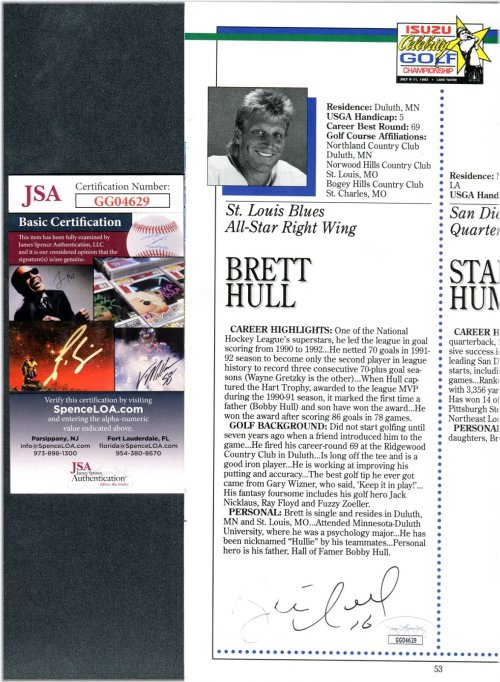 ISUZU
Celebrity
GOLF
CHAMPIONSHIP
JULY 5-11, 1993 • LAKE TAHOE
Residence: Duluth, MN
USGA Handicap: 5
Career Best Round: 69
Golf Course Affiliations:
Northland Country Club
Duluth, MN
Norwood Hills Country Club
St. Louis, MO
Bogey Hills Country Club
St. Charles, MO
St. Louis Blues
All-Star Right Wing
BRETT
HULL
CAREER HIGHLIGHTS: One of the National
Hockey League's superstars, he led the league in goal
scoring from 1990 to 1992...He netted 70 goals in 1991-
92 season to become only the second player in league
history to record three consecutive 70-plus goal sea-
sons (Wayne Gretzky is the other)...When Hull cap-
tured the Hart Trophy, awarded to the league MVP
during the 1990-91 season, it marked the first time a
father (Bobby Hull) and son have won the award...He
won the award after scoring 86 goals in 78 games.
GOLF BACKGROUND: Did not start golfing until
seven years ago when a friend introduced him to the
game...He fired his career-round 69 at the Ridgewood
Country Club in Duluth...Is long off the tee and is a
good iron player...He is working at improving his
putting and accuracy...The best golf tip he ever got
came from Gary Wizner, who said, 'Keep it in play!'...
His fantasy foursome includes his golf hero Jack
Nicklaus, Ray Floyd and Fuzzy Zoeller.
PERSONAL: Brett is single and resides in Duluth,
MN and St. Louis, MO...Attended Minnesota-Duluth
University, where he was a psychology major...He has
been nicknamed "Hullie" by his teammates...Personal
hero is his father, Hall of Famer Bobby Hull.
16
GG04629
53
Residence:
LA
USGA Hand
San Die
Quarter
STA
HUM
CAREER H
quarterback,
sive success i
leading San D
starts, includi
games...Rank
with 3,356 yar
Has won 14 of
Pittsburgh Ste
Northeast Lou
PERSONA
daughters, Br
JSA
Certification Number:
GG04629
Basic Certification
This item has been fully examined by
James Spence Authentication, LLC
and it is our considered opinion that the
signature(s) is/are genuine.
Verify this certification by visiting
SpenceLOA.com
and entering the alpha-numeric
value indicated above.
Parsippany, NJ
info@SpenceLOA.com
973-898-1300
Fort Lauderdale, FL
florida@SpenceLOA.com
954-380-8670
JSA
James Spence
Authentication